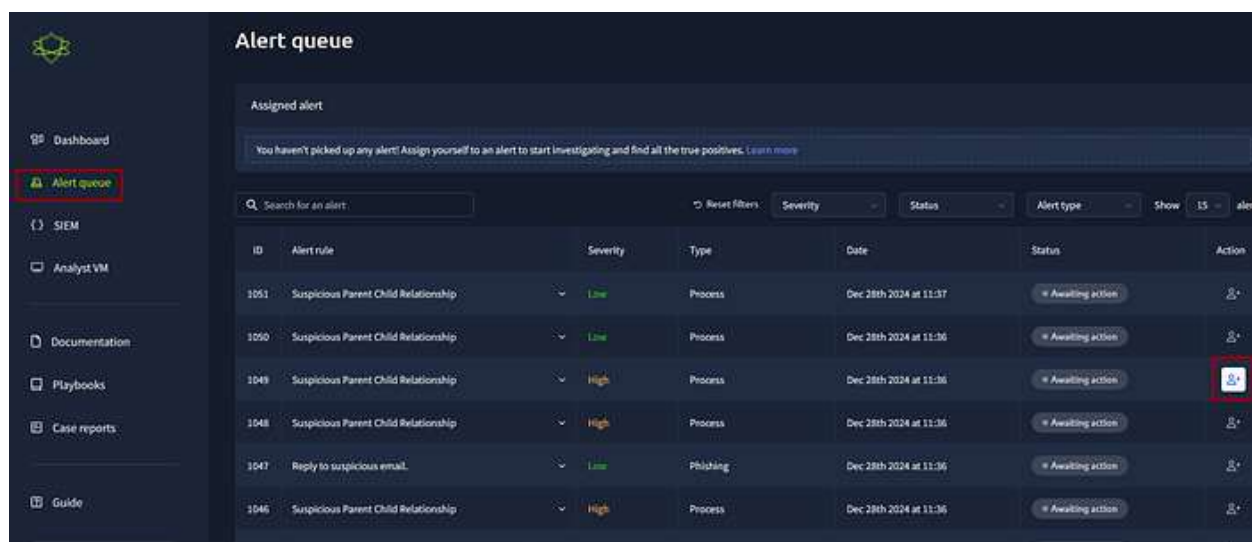 Alert queue
Assigned alert
Dashboard
You haven't picked up any alert! Assign yourself to an alert to start investigating and find all the true positives. Learn more
Alert queue
Search for an alert Reset filters Severity Status Alert type Show 15 aler
SIEM
ID Alert rule Severity Type Date Status Action
Analyst VM
1051 Suspicious Parent Child Relationship Low Process Dec 28th 2024 at 11:37 Awaiting action
Documentation
1050 Suspicious Parent Child Relationship Low Process Dec 28th 2024 at 11:36 Awaiting action
Playbooks
1049 Suspicious Parent Child Relationship High Process Dec 28th 2024 at 11:36 Awaiting action
Case reports
1048 Suspicious Parent Child Relationship High Process Dec 28th 2024 at 11:36 Awaiting action
1047 Reply to suspicious email. Low Phishing Dec 28th 2024 at 11:36 Awaiting action
Guide
1046 Suspicious Parent Child Relationship High Process Dec 28th 2024 at 11:36 Awaiting action